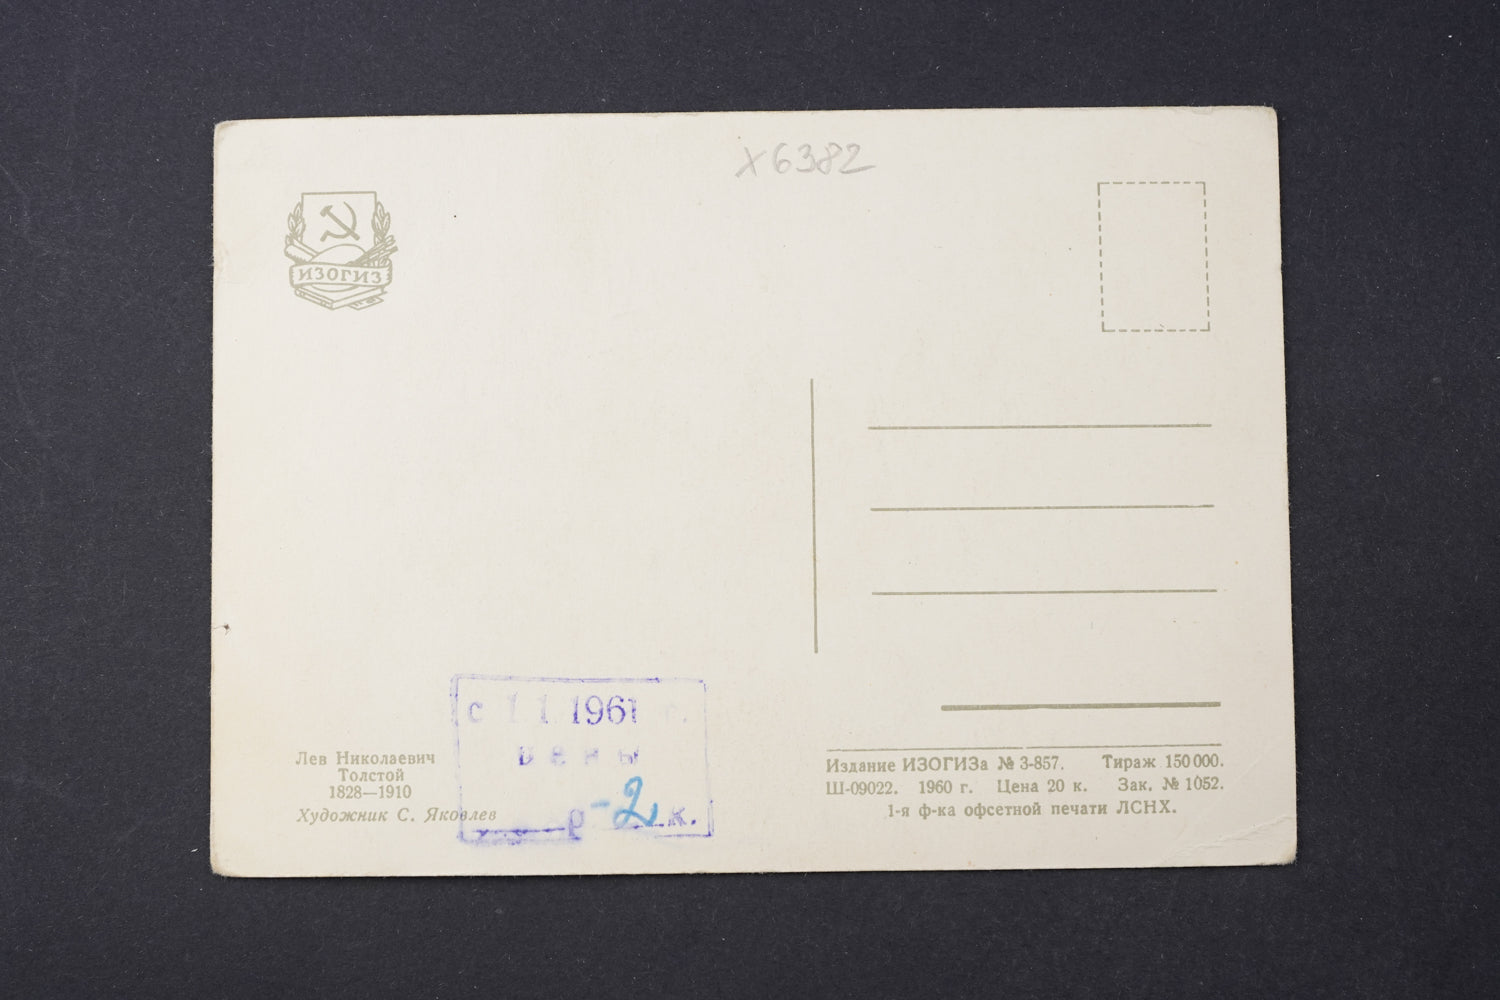 х6382
ИЗОГИЗ
с 1 1. 1961 г.
цены
р -2 к.
Лев Николаевич
Толстой
1828—1910
Художник С. Яковлев
Издание ИЗОГИЗа № 3-857. Тираж 150 000.
Ш-09022. 1960 г. Цена 20 к. Зак. № 1052.
1-я ф-ка офсетной печати ЛСНХ.